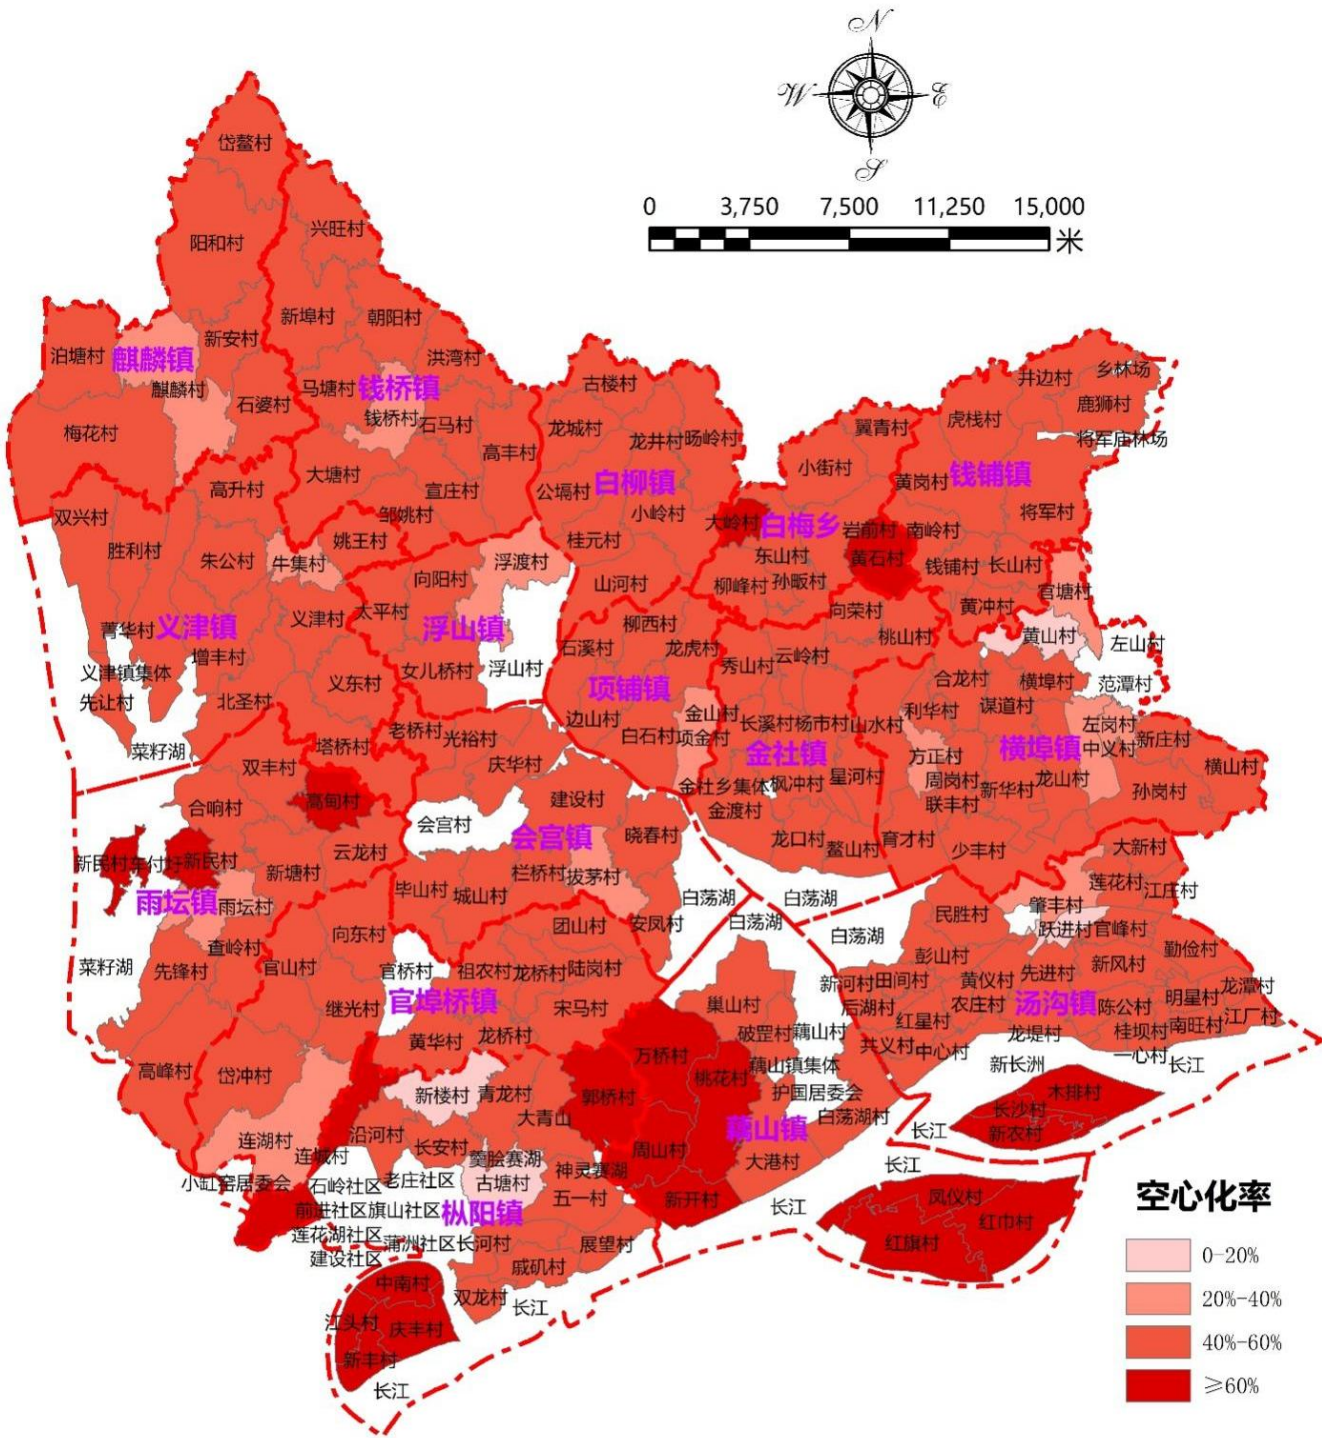 N
W
E
S
0 3,750 7,500 11,250 15,000
米
岱鳌村
兴旺村
阳和村
新埠村
朝阳村
新安村
洪湾村
泊塘村
麒麟镇
麒麟村
马塘村
钱桥镇
钱桥村
石婆村
石马村
梅花村
高丰村
大塘村
宣庄村
邹姚村
高升村
古楼村
龙城村
龙井村
旸岭村
公塥村
白柳镇
小岭村
桂元村
山河村
翼青村
小街村
大岭村
白梅乡
岩前村
黄石村
东山村
柳峰村
孙畈村
井边村
乡林场
鹿狮村
虎栈村
将军庙林场
黄岗村
钱铺镇
将军村
南岭村
钱铺村
长山村
黄冲村
官塘村
双兴村
胜利村
朱公村
牛集村
姚王村
浮渡村
向阳村
太平村
义津村
义津镇
浮山镇
菁华村
增丰村
义津镇集体
先让村
北圣村
义东村
女儿桥村
浮山村
菜籽湖
柳西村
石溪村
龙虎村
项铺镇
边山村
白石村
金山村
项金村
向荣村
桃山村
云岭村
秀山村
长溪村
杨市村
山水村
金社镇
金社乡集体
枫冲村
星河村
金渡村
龙口村
鳌山村
黄山村
左山村
范潭村
合龙村
横埠村
利华村
谋道村
左岗村
中义村
新庄村
横山村
方正村
横埠镇
周岗村
联丰村
新华村
龙山村
孙岗村
育才村
少丰村
老桥村
光裕村
塔桥村
庆华村
双丰村
高甸村
合响村
建设村
会宫村
会宫镇
晓春村
云龙村
新民村
车付圩
新民村
新塘村
雨坛镇
雨坛村
毕山村
城山村
栏桥村
拔茅村
白荡湖
白荡湖
白荡湖
白荡湖
安凤村
查岭村
向东村
团山村
菜籽湖
先锋村
官山村
官桥村
祖农村
龙桥村
陆岗村
官埠桥镇
继光村
宋马村
黄华村
龙桥村
大新村
莲花村
江庄村
肇丰村
民胜村
跃进村
官峰村
彭山村
勤俭村
新河村
田间村
黄仪村
先进村
新风村
后湖村
农庄村
汤沟镇
陈公村
明星村
龙潭村
红星村
龙堤村
桂坝村
南旺村
江厂村
共义村
中心村
一心村
长江
新长洲
巢山村
破罡村
藕山村
万桥村
桃花村
藕山镇集体
护国居委会
白荡湖村
藕山镇
周山村
大港村
新开村
高峰村
岱冲村
新楼村
青龙村
郭桥村
大青山
连湖村
沿河村
长安村
连城村
羹脍赛湖
神灵赛湖
小缸窑居委会
石岭社区
老庄社区
古塘村
五一村
前进社区
旗山社区
枞阳镇
莲花湖社区
蒲洲社区
长河村
展望村
建设社区
戚矶村
双龙村
长江
中南村
江头村
庆丰村
新丰村
长江
长江
长江
长江
木排村
长沙村
新农村
凤仪村
红巾村
红旗村
空心化率
0-20%
20%-40%
40%-60%
≥60%